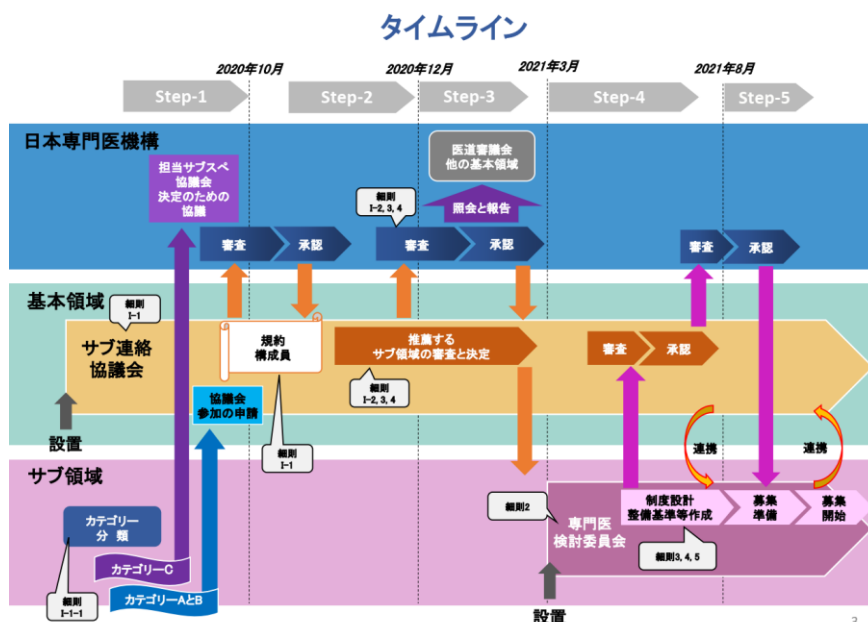 タイムライン
2020年10月
2020年12月
2021年3月
2021年8月
Step-1
Step-2
Step-3
Step-4
Step-5
日本専門医機構
担当サブスペ
協議会
決定のための
協議
医道審議会
他の基本領域
細則
I-2, 3, 4
照会と報告
審査
承認
審査
承認
審査
承認
基本領域
細則
I-1
サブ連絡
協議会
規約
構成員
推薦する
サブ領域の審査と決定
審査
承認
細則
I-2, 3, 4
協議会
参加の申請
設置
細則
I-1
連携
連携
サブ領域
細則2
専門医
検討委員会
制度設計
整備基準等作成
募集
準備
募集
開始
カテゴリー
分 類
細則3, 4, 5
カテゴリーC
カテゴリーAとB
細則
I-1-1
設置
3